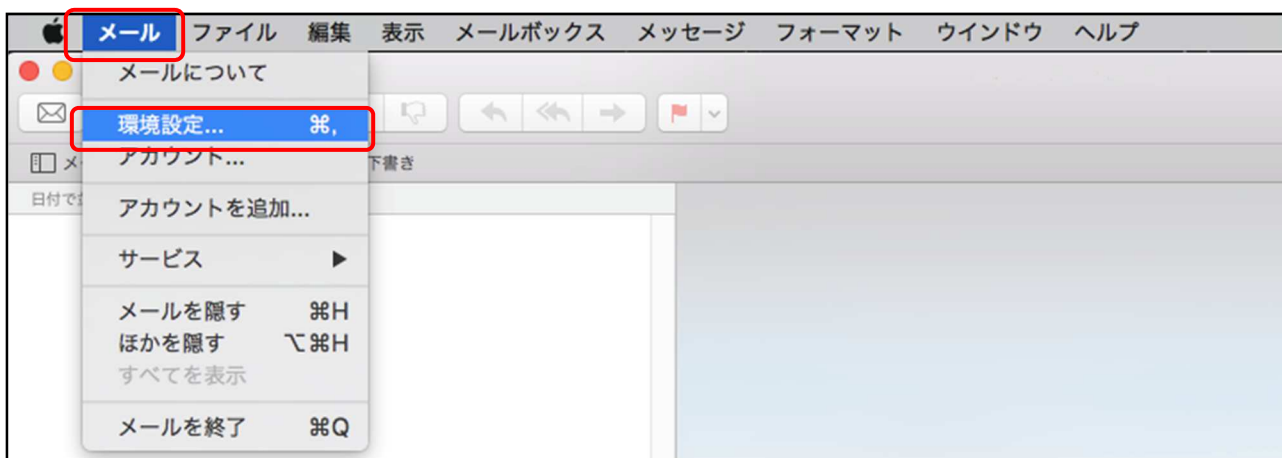 メール ファイル 編集 表示 メールボックス メッセージ フォーマット ウインドウ ヘルプ
メールについて
環境設定... ⌘,
アカウント...
メ
下書き
日付で
アカウントを追加...
サービス ▶
メールを隠す ⌘H
ほかを隠す ⌥⌘H
すべてを表示
メールを終了 ⌘Q